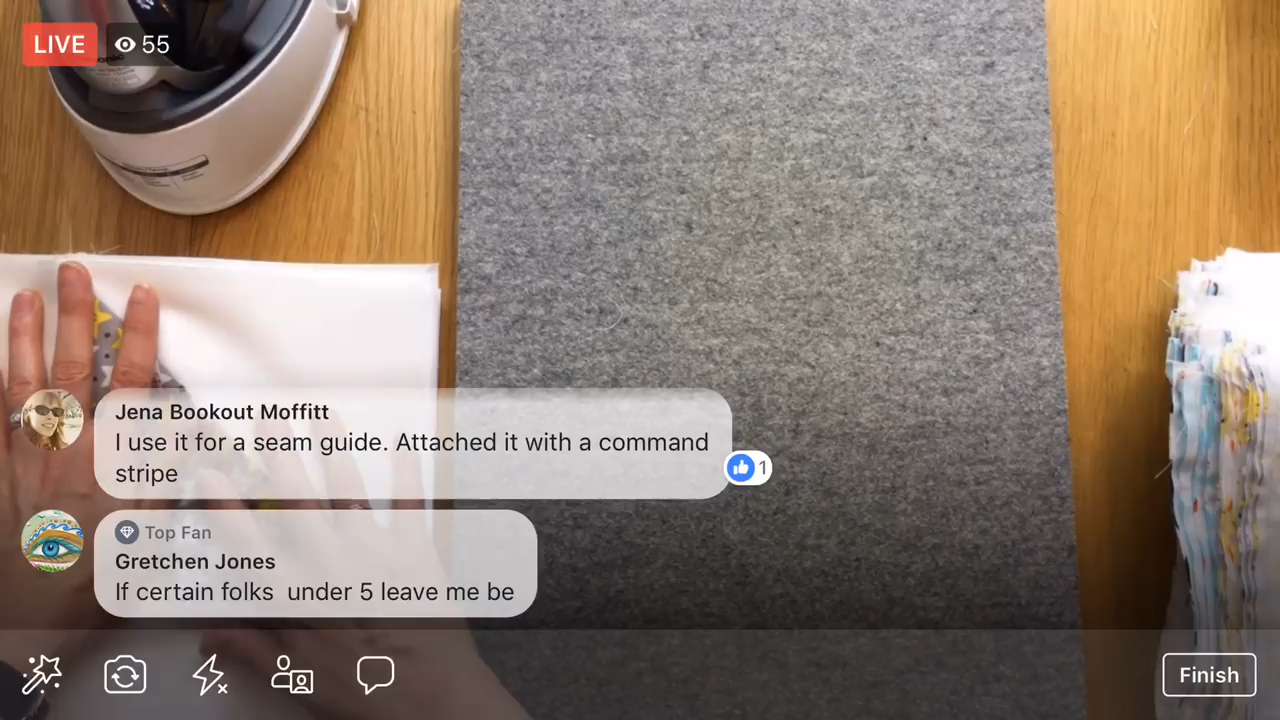 LIVE 55
Jena Bookout Moffitt
I use it for a seam guide. Attached it with a command
stripe
1
Top Fan
Gretchen Jones
If certain folks  under 5 leave me be
Finish